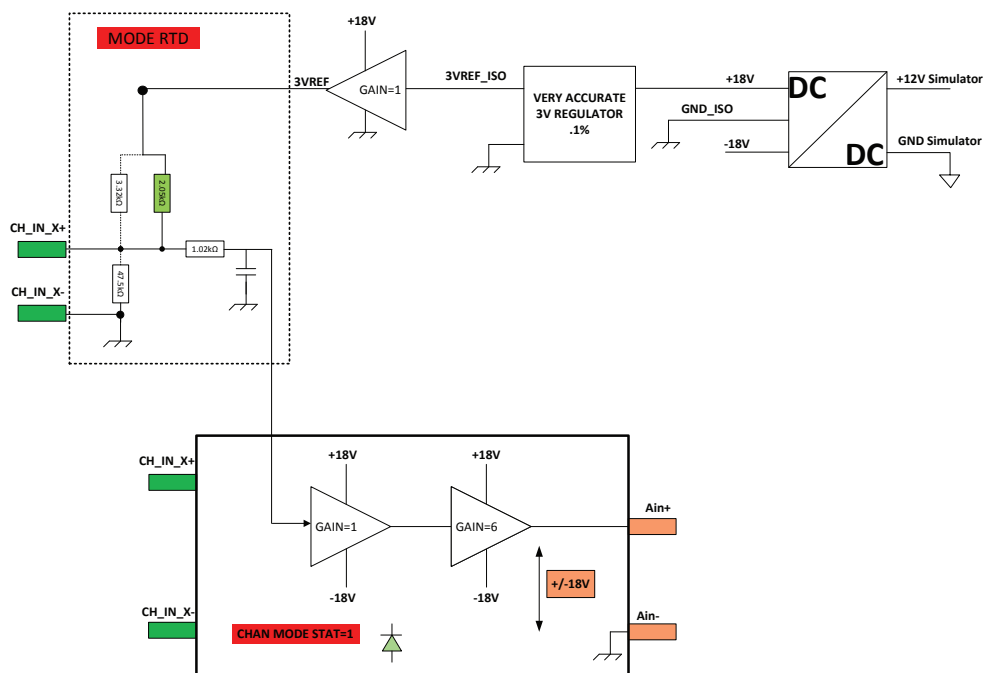 MODE RTD
+18V
3VREF
GAIN=1
3VREF_ISO
VERY ACCURATE
3V REGULATOR
.1%
+18V
GND_ISO
-18V
DC
DC
+12V Simulator
GND Simulator
3.32kΩ
2.05kΩ
CH_IN_X+
1.02kΩ
47.5kΩ
CH_IN_X-
CH_IN_X+
+18V
+18V
GAIN=1
GAIN=6
Ain+
-18V
-18V
+/-18V
CH_IN_X-
CHAN MODE STAT=1
Ain-